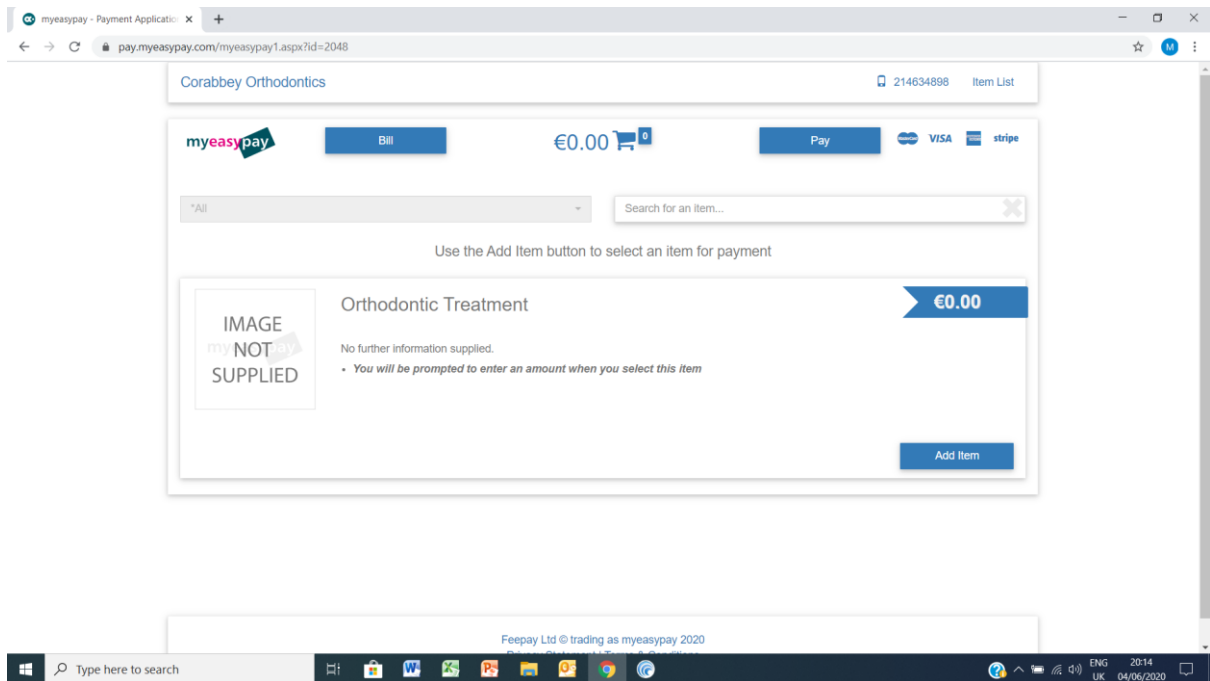 myeasypay - Payment Applicatio
pay.myeasypay.com/myeasypay1.aspx?id=2048
M
Corabbey Orthodontics
214634898
Item List
myeasypay
Bill
€0.00
0
Pay
VISA
stripe
*All
Search for an item...
Use the Add Item button to select an item for payment
IMAGE
NOT
SUPPLIED
Orthodontic Treatment
€0.00
No further information supplied.
• You will be prompted to enter an amount when you select this item
Add Item
Feepay Ltd © trading as myeasypay 2020
Privacy Statement | Terms & Conditions
Type here to search
ENG
UK
20:14
04/06/2020